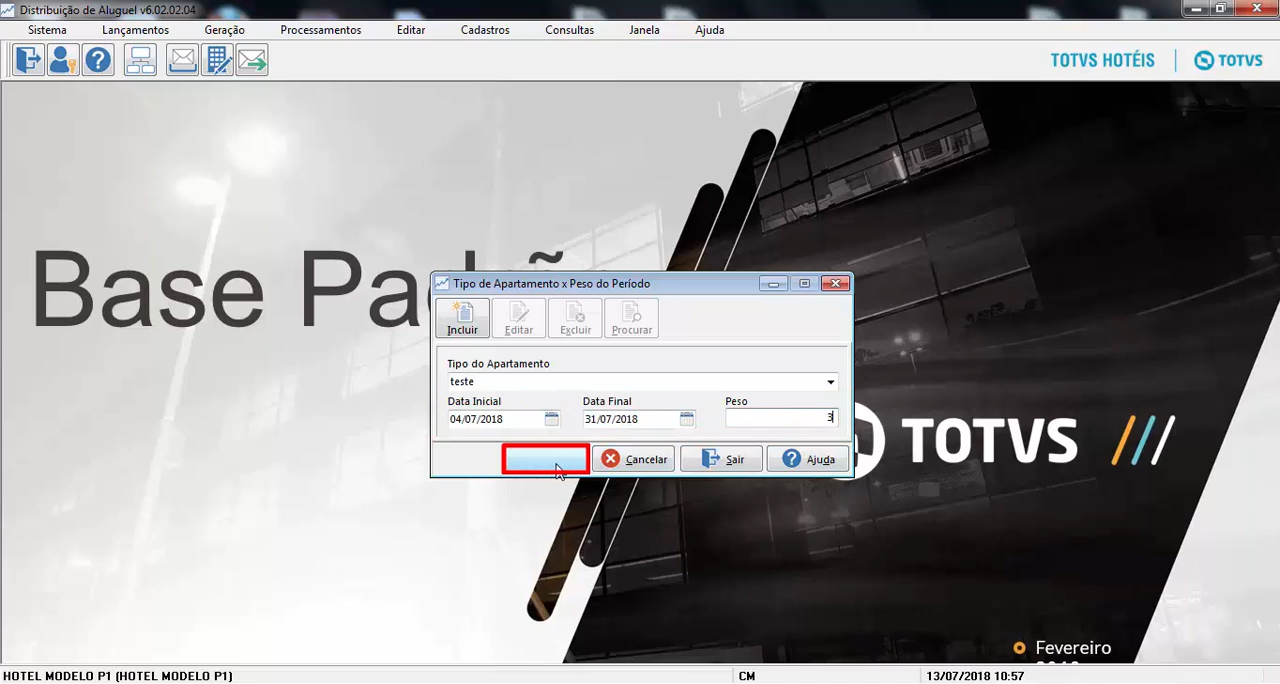 Distribuição de Aluguel v6.02.02.04
Sistema Lançamentos Geração Processamentos Editar Cadastros Consultas Janela Ajuda
TOTVS HOTÉIS TOTVS
Base
Tipo de Apartamento x Peso do Período
Incluir Editar Excluir Procurar
Tipo do Apartamento
teste
Data Inicial Data Final Peso
04/07/2018 31/07/2018 3
Cancelar Sair Ajuda
TOTVS
Fevereiro
HOTEL MODELO P1 (HOTEL MODELO P1) CM 13/07/2018 10:57